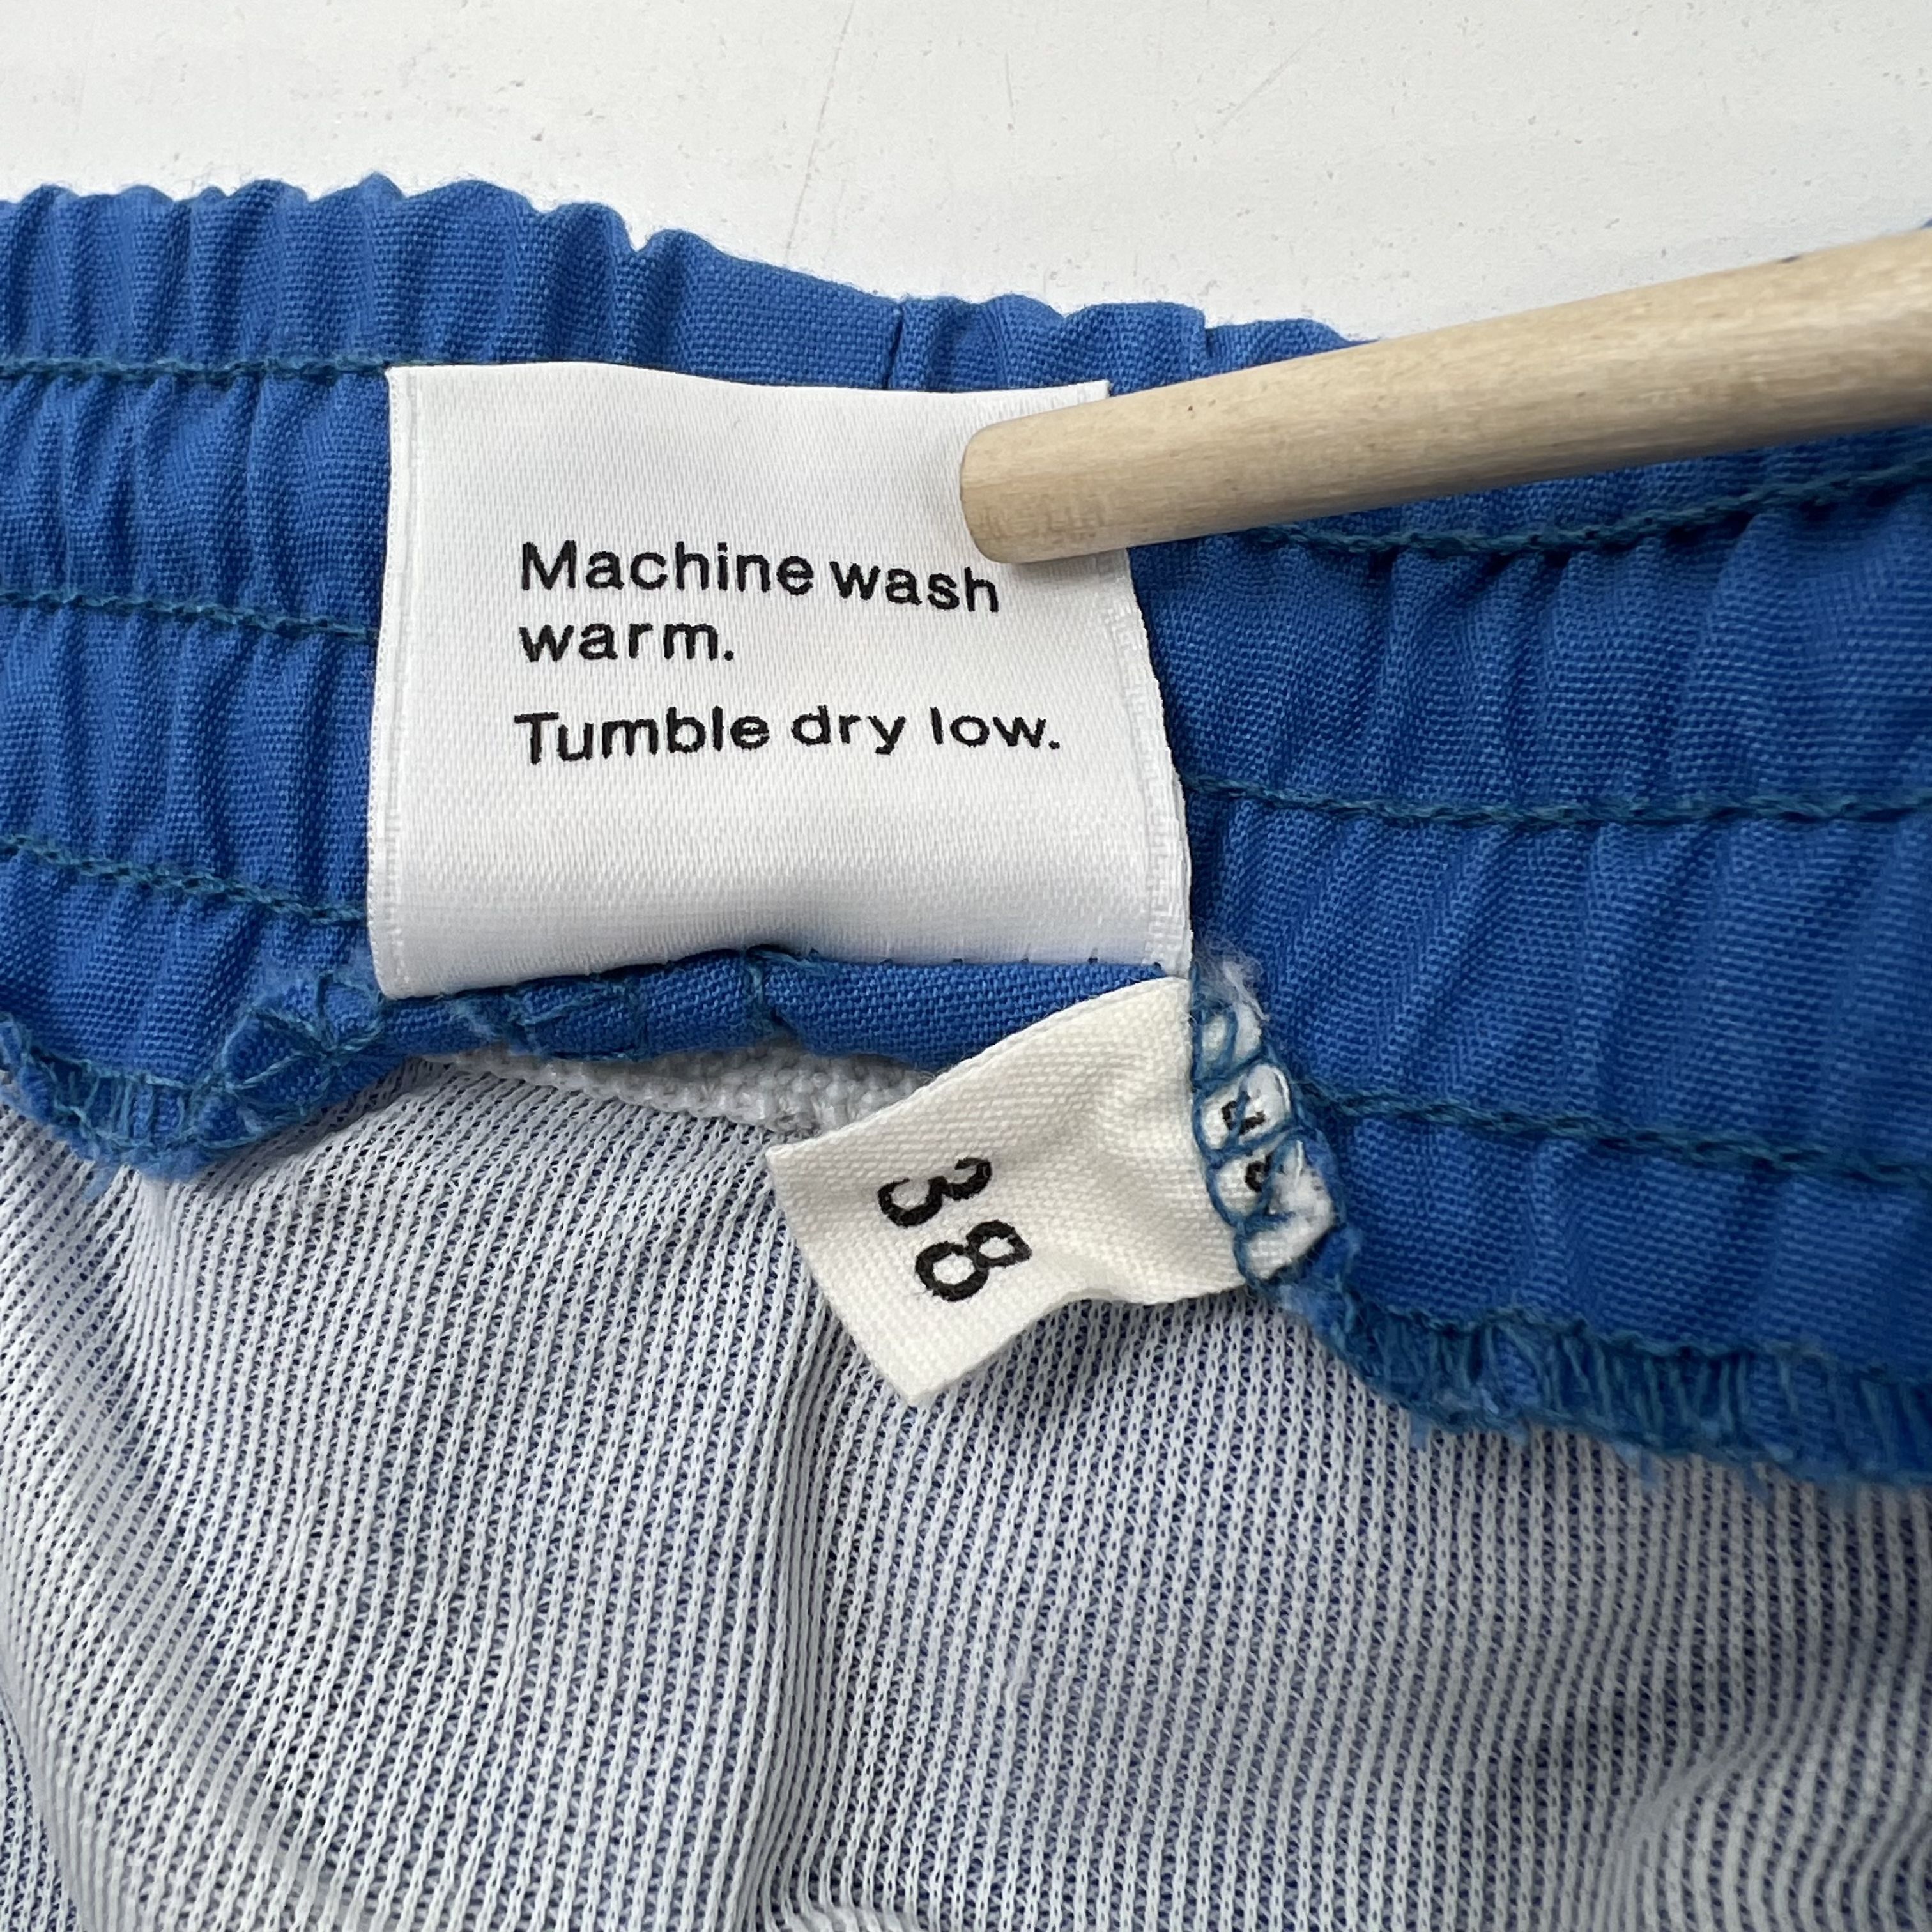 Machine wash
warm.
Tumble dry low.
38